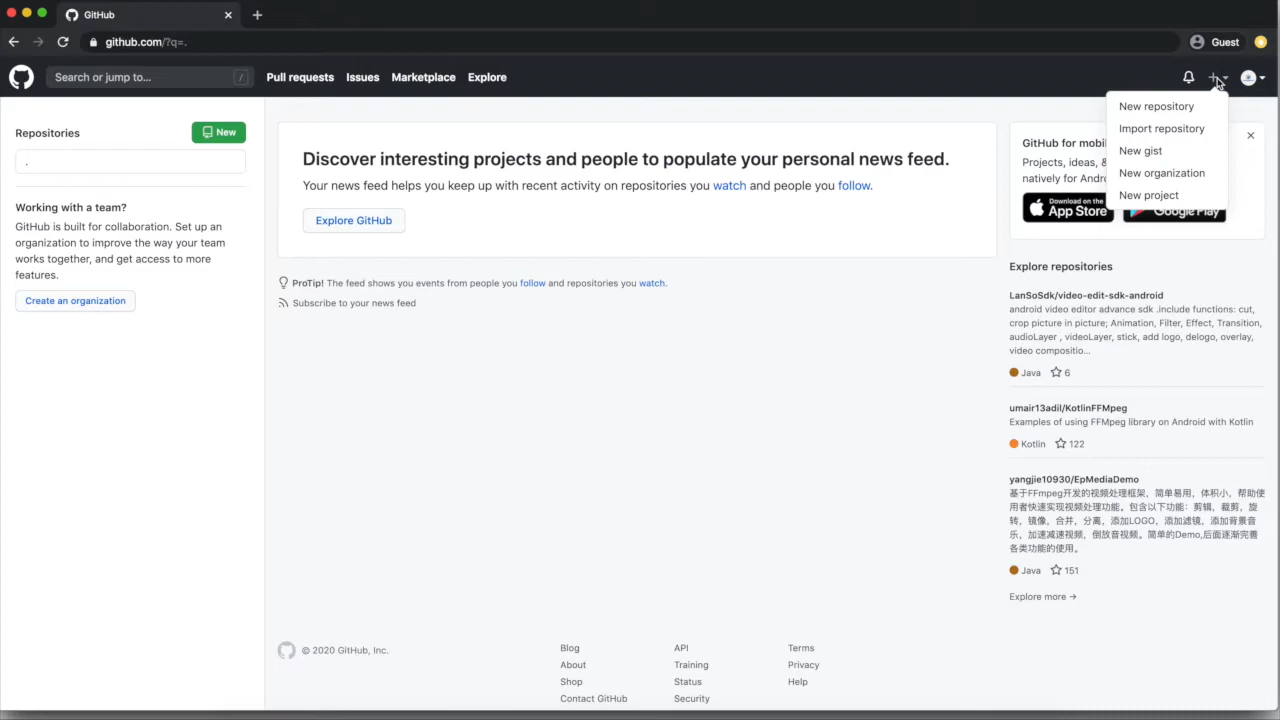 GitHub
github.com/?q=.
Guest
Search or jump to...
/
Pull requests
Issues
Marketplace
Explore
New repository
Import repository
New gist
New organization
New project
Repositories
New
.
Working with a team?
GitHub is built for collaboration. Set up an
organization to improve the way your team
works together, and get access to more
features.
Create an organization
Discover interesting projects and people to populate your personal news feed.
Your news feed helps you keep up with recent activity on repositories you watch and people you follow.
Explore GitHub
ProTip! The feed shows you events from people you follow and repositories you watch.
Subscribe to your news feed
GitHub for mobi
Projects, ideas, &
natively for Andro
Download on the
App Store
Google Play
Explore repositories
LanSoSdk/video-edit-sdk-android
android video editor advance sdk .include functions: cut,
crop picture in picture; Animation, Filter, Effect, Transition,
audioLayer , videoLayer, stick, add logo, delogo, overlay,
video compositio...
Java 6
umair13adil/KotlinFFMpeg
Examples of using FFMpeg library on Android with Kotlin
Kotlin 122
yangjie10930/EpMediaDemo
基于FFmpeg开发的视频处理框架，简单易用，体积小，帮助使
用者快速实现视频处理功能。包含以下功能：剪辑，裁剪，旋
转，镜像，合并，分离，添加LOGO，添加滤镜，添加背景音
乐，加速减速视频，倒放音视频。简单的Demo,后面逐渐完善
各类功能的使用。
Java 151
Explore more →
© 2020 GitHub, Inc.
Blog
About
Shop
Contact GitHub
API
Training
Status
Security
Terms
Privacy
Help